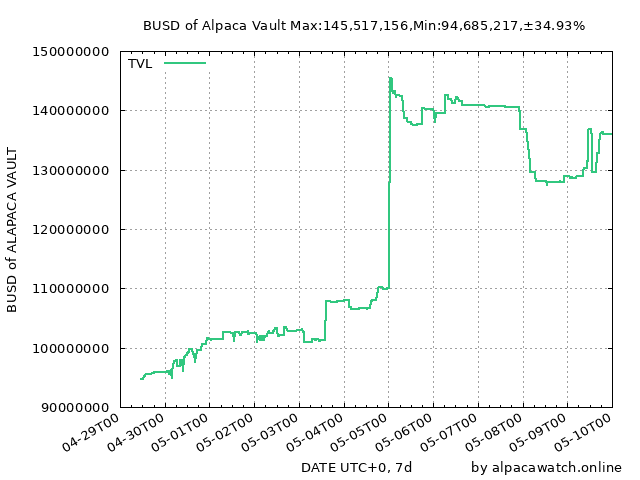 BUSD of Alpaca Vault Max:145,517,156,Min:94,685,217,±34.93%
TVL
BUSD of ALAPACA VAULT
150000000
140000000
130000000
120000000
110000000
100000000
90000000
04-29T00
04-30T00
05-01T00
05-02T00
05-03T00
05-04T00
05-05T00
05-06T00
05-07T00
05-08T00
05-09T00
05-10T00
DATE UTC+0, 7d
by alpacawatch.online